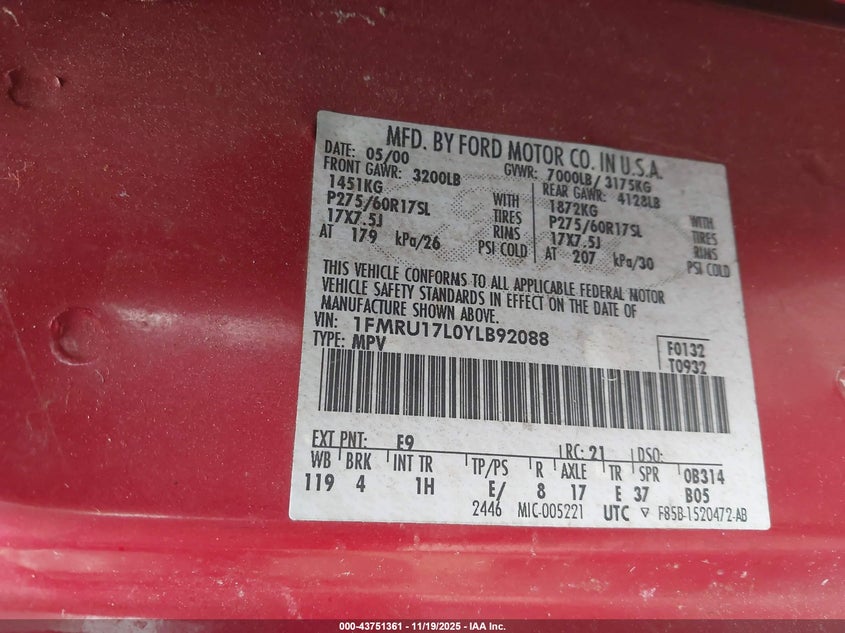 MFD. BY FORD MOTOR CO. IN U.S.A.
DATE: 05/00 GVWR: 7000LB/3175KG
FRONT GAWR: 3200LB REAR GAWR: 4128LB
1451KG WITH 1872KG WITH
P275/60R17SL TIRES P275/60R17SL TIRES
17X7.5J RIMS 17X7.5J RIMS
AT 179 kPa/26 PSI COLD AT 207 kPa/30 PSI COLD
THIS VEHICLE CONFORMS TO ALL APPLICABLE FEDERAL MOTOR
VEHICLE SAFETY STANDARDS IN EFFECT ON THE DATE OF
MANUFACTURE SHOWN ABOVE.
VIN: 1FMRU17L0YLB92088
TYPE: MPV
F0132
T0932
EXT PNT: E9 RC: 21 DSO:
WB BRK INT TR TP/PS R AXLE TR SPR 0B314
119 4 1H E/ 8 17 E 37 B05
2446 MIC-005221 UTC ▽ F85B-1520472-AB
000-43751361 - 11/19/2025 - IAA Inc.